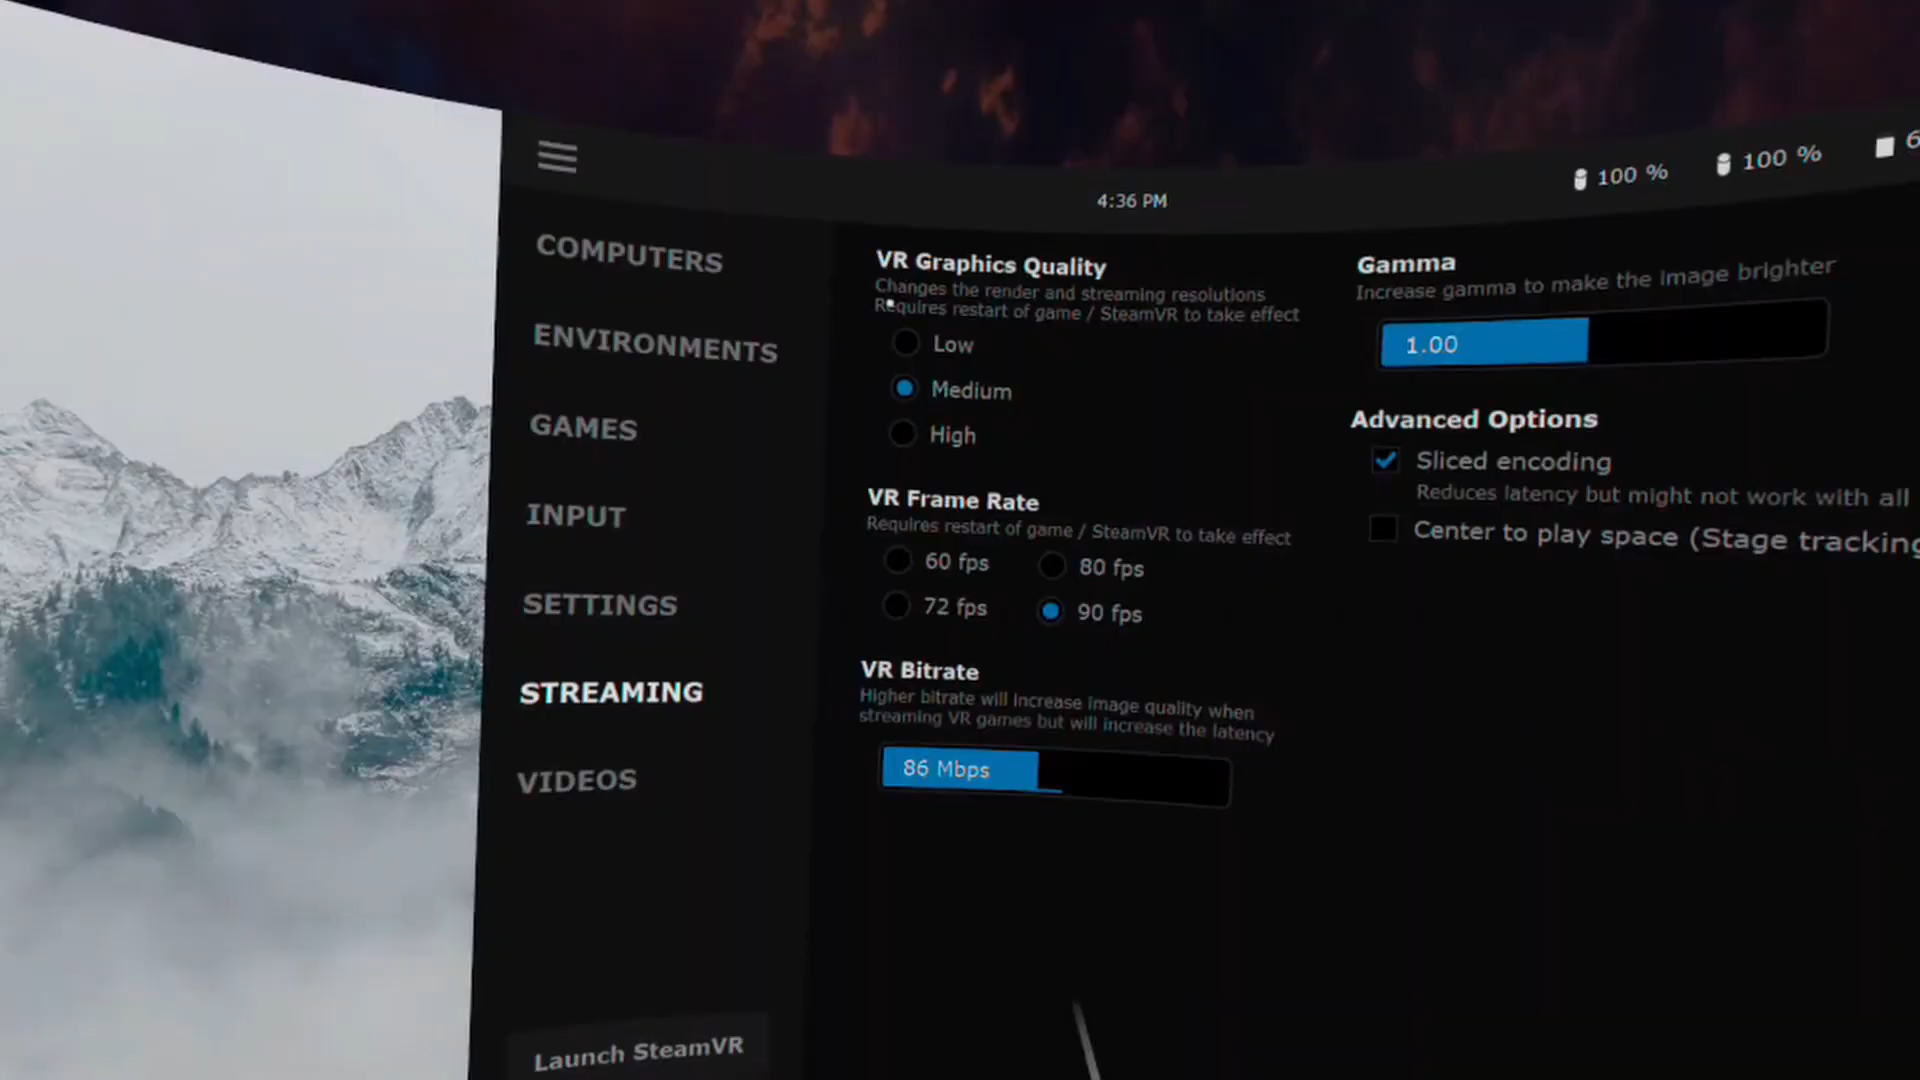 4:36 PM
100 %
100 %
6
COMPUTERS
ENVIRONMENTS
GAMES
INPUT
SETTINGS
STREAMING
VIDEOS
Launch SteamVR
VR Graphics Quality
Changes the render and streaming resolutions
Requires restart of game / SteamVR to take effect
Low
Medium
High
VR Frame Rate
Requires restart of game / SteamVR to take effect
60 fps
80 fps
72 fps
90 fps
VR Bitrate
Higher bitrate will increase image quality when
streaming VR games but will increase the latency
86 Mbps
Gamma
Increase gamma to make the image brighter
1.00
Advanced Options
Sliced encoding
Reduces latency but might not work with all
Center to play space (Stage tracking